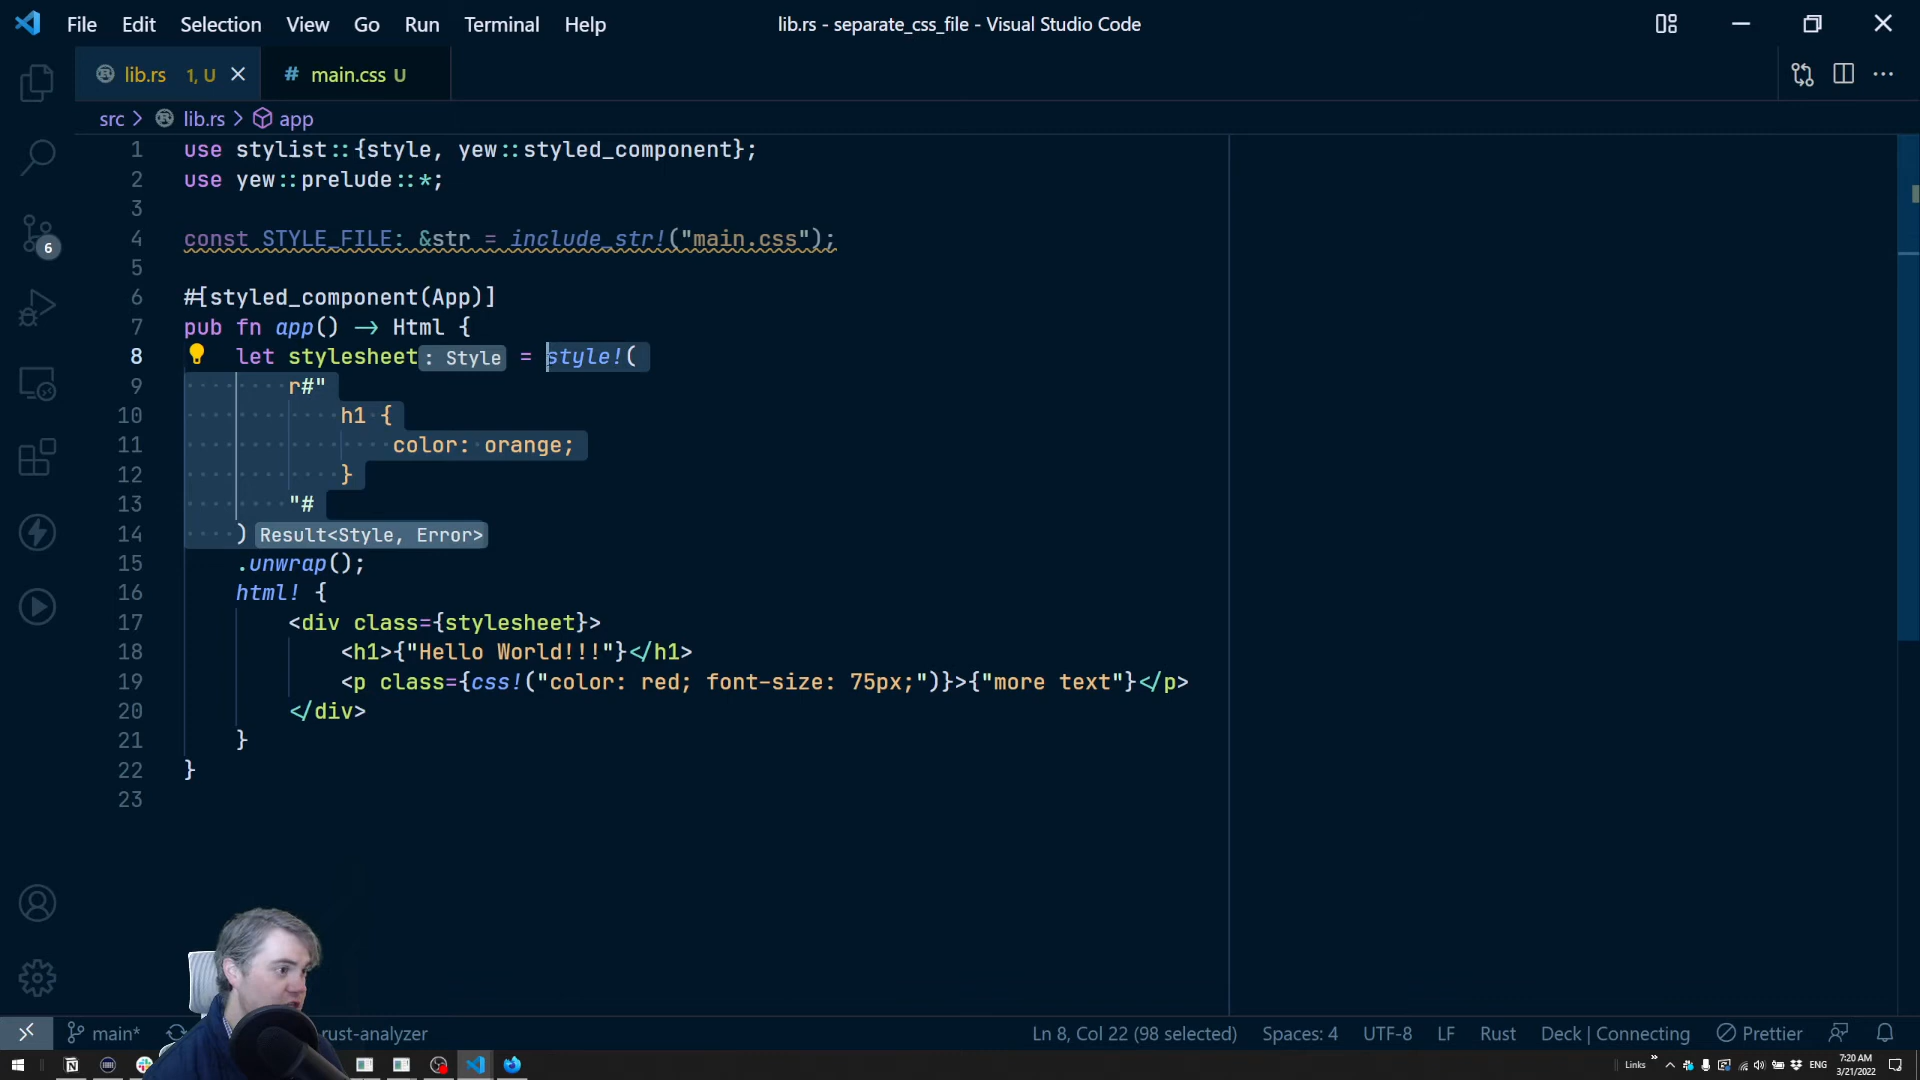 File Edit Selection View Go Run Terminal Help
lib.rs - separate_css_file - Visual Studio Code
lib.rs 1, U
# main.css U
src > lib.rs > app
1 use stylist::{style, yew::styled_component};
2 use yew::prelude::*;
3
4 const STYLE_FILE: &str = include_str!("main.css");
5
6 #[styled_component(App)]
7 pub fn app() -> Html {
8 let stylesheet: Style = style!(
9 r#"
10 h1 {
11 color: orange;
12 }
13 "#
14 ) Result<Style, Error>
15 .unwrap();
16 html! {
17 <div class={stylesheet}>
18 <h1>{"Hello World!!!"}</h1>
19 <p class={css!("color: red; font-size: 75px;")}>{"more text"}</p>
20 </div>
21 }
22 }
23
6
main* rust-analyzer Ln 8, Col 22 (98 selected) Spaces: 4 UTF-8 LF Rust Deck | Connecting Prettier
Links » ENG 7:20 AM
3/21/2022